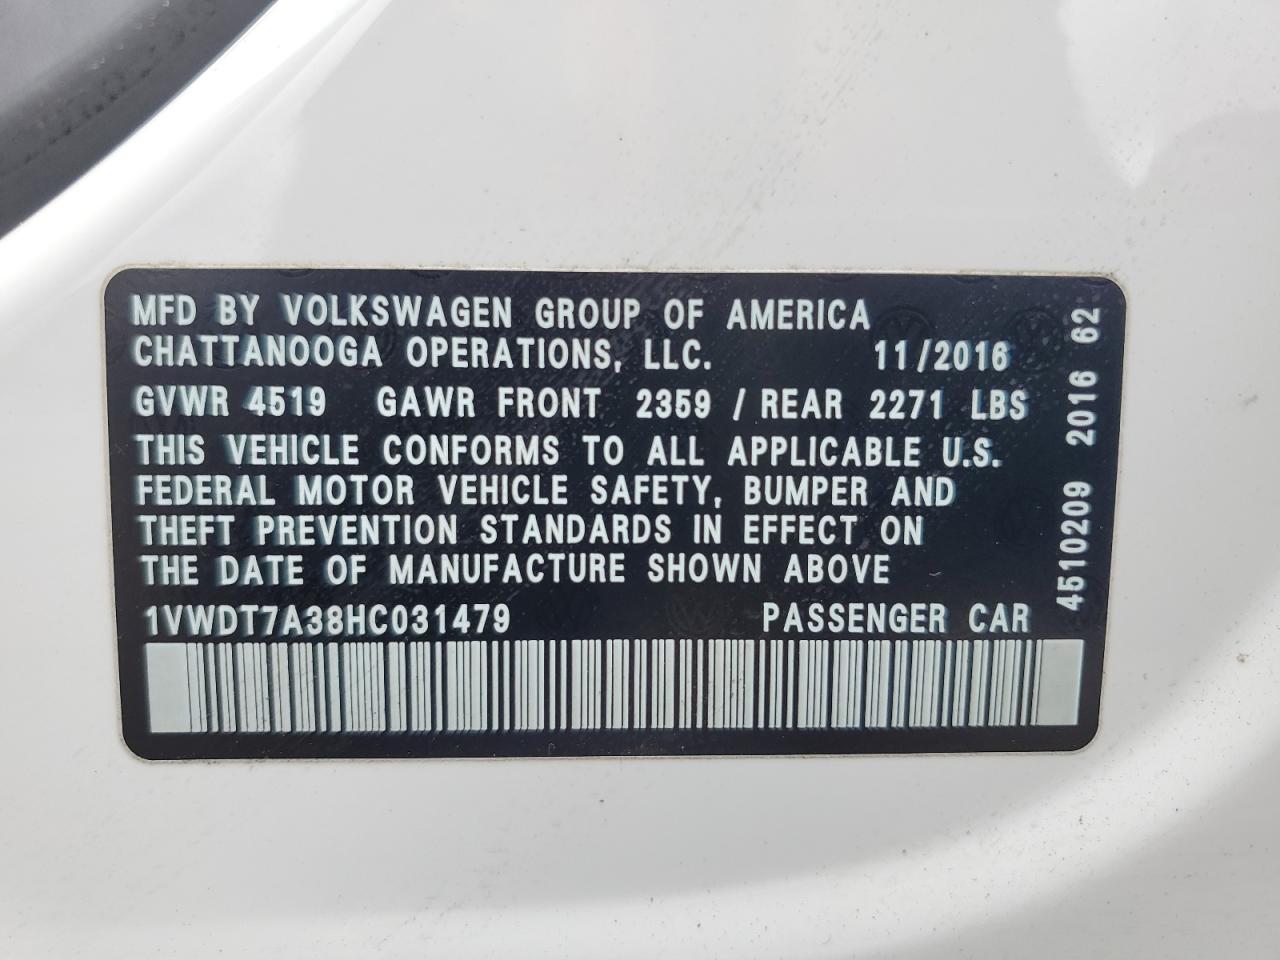 MFD BY VOLKSWAGEN GROUP OF AMERICA
CHATTANOOGA OPERATIONS, LLC. 11/2016
GVWR 4519 GAWR FRONT 2359 / REAR 2271 LBS
THIS VEHICLE CONFORMS TO ALL APPLICABLE U.S.
FEDERAL MOTOR VEHICLE SAFETY, BUMPER AND
THEFT PREVENTION STANDARDS IN EFFECT ON
THE DATE OF MANUFACTURE SHOWN ABOVE
1VWDT7A38HC031479 PASSENGER CAR
4510209 2016 62